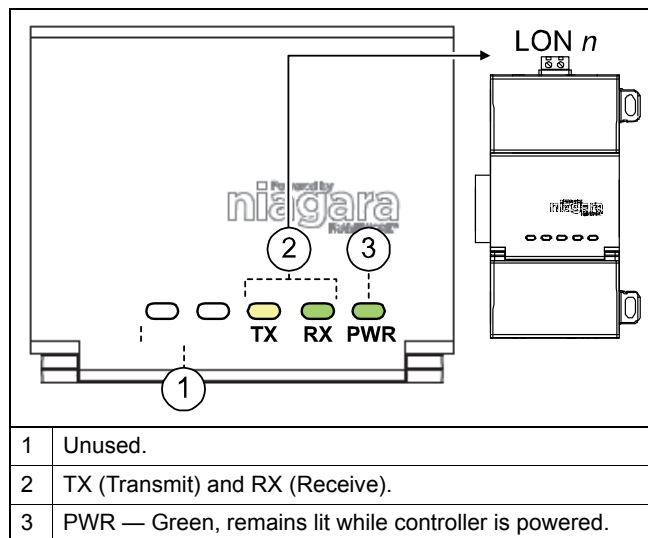 LON n
Powered by
niagara
FRAMEWORK
niagara
2
3
TX RX PWR
1
1 Unused.
2 TX (Transmit) and RX (Receive).
3 PWR — Green, remains lit while controller is powered.